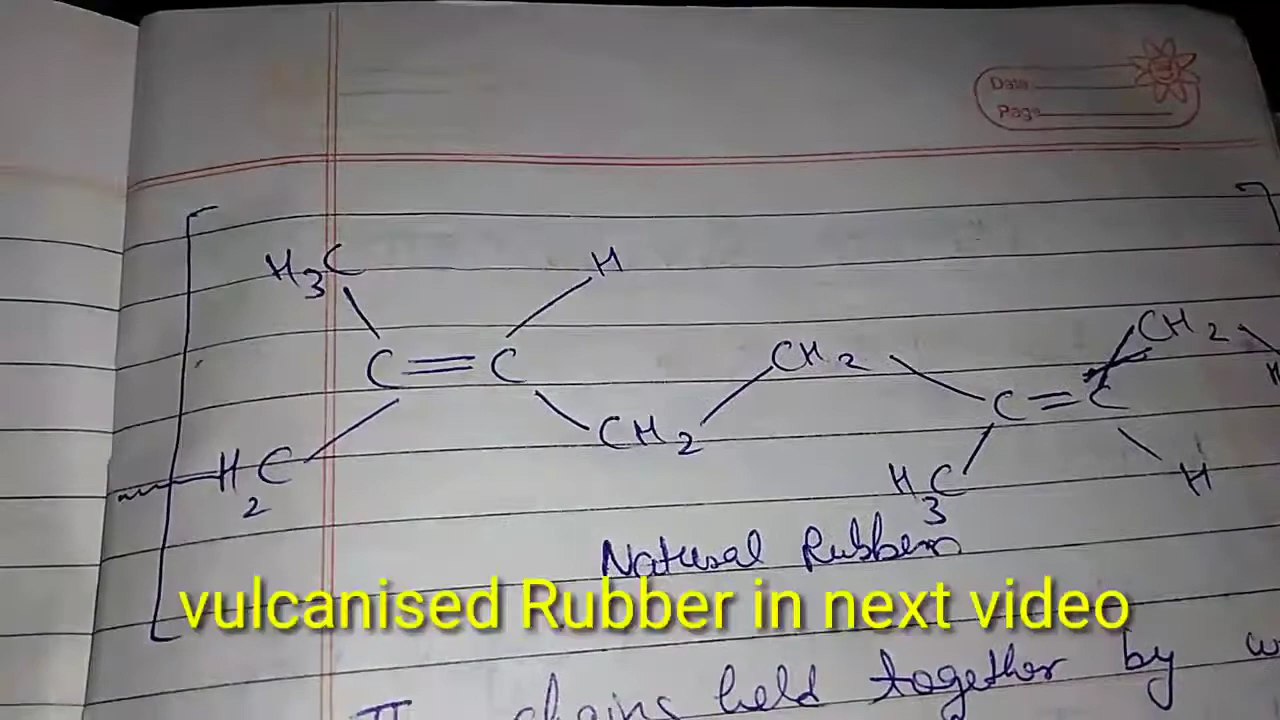 Date
Page
H3C H
C=C CH2 CH2
H2C CH2 C=C
H3C H
Natural Rubber
vulcanised Rubber in next video
chains held together by